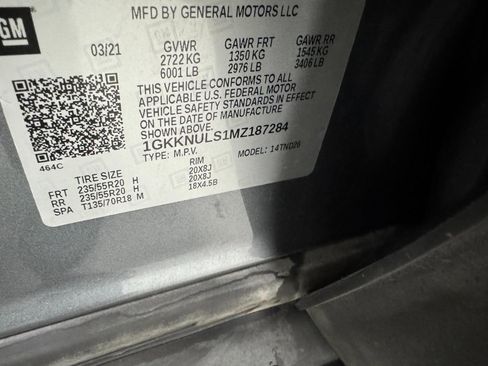 GM
MFD BY GENERAL MOTORS LLC
03/21 GVWR GAWR FRT GAWR RR
2722 KG 1350 KG 1545 KG
6001 LB 2976 LB 3406 LB
THIS VEHICLE CONFORMS TO ALL
APPLICABLE U.S. FEDERAL MOTOR
VEHICLE SAFETY STANDARDS IN EFFECT
ON THE DATE OF MANUFACTURE SHOWN ABOVE.
1GKKNULS1MZ187284
TYPE: M.P.V. MODEL: 14TND26
464C
TIRE SIZE RIM
FRT 235/55R20 H 20X8J
RR 235/55R20 H 20X8J
SPA T135/70R18 M 18X4.5B